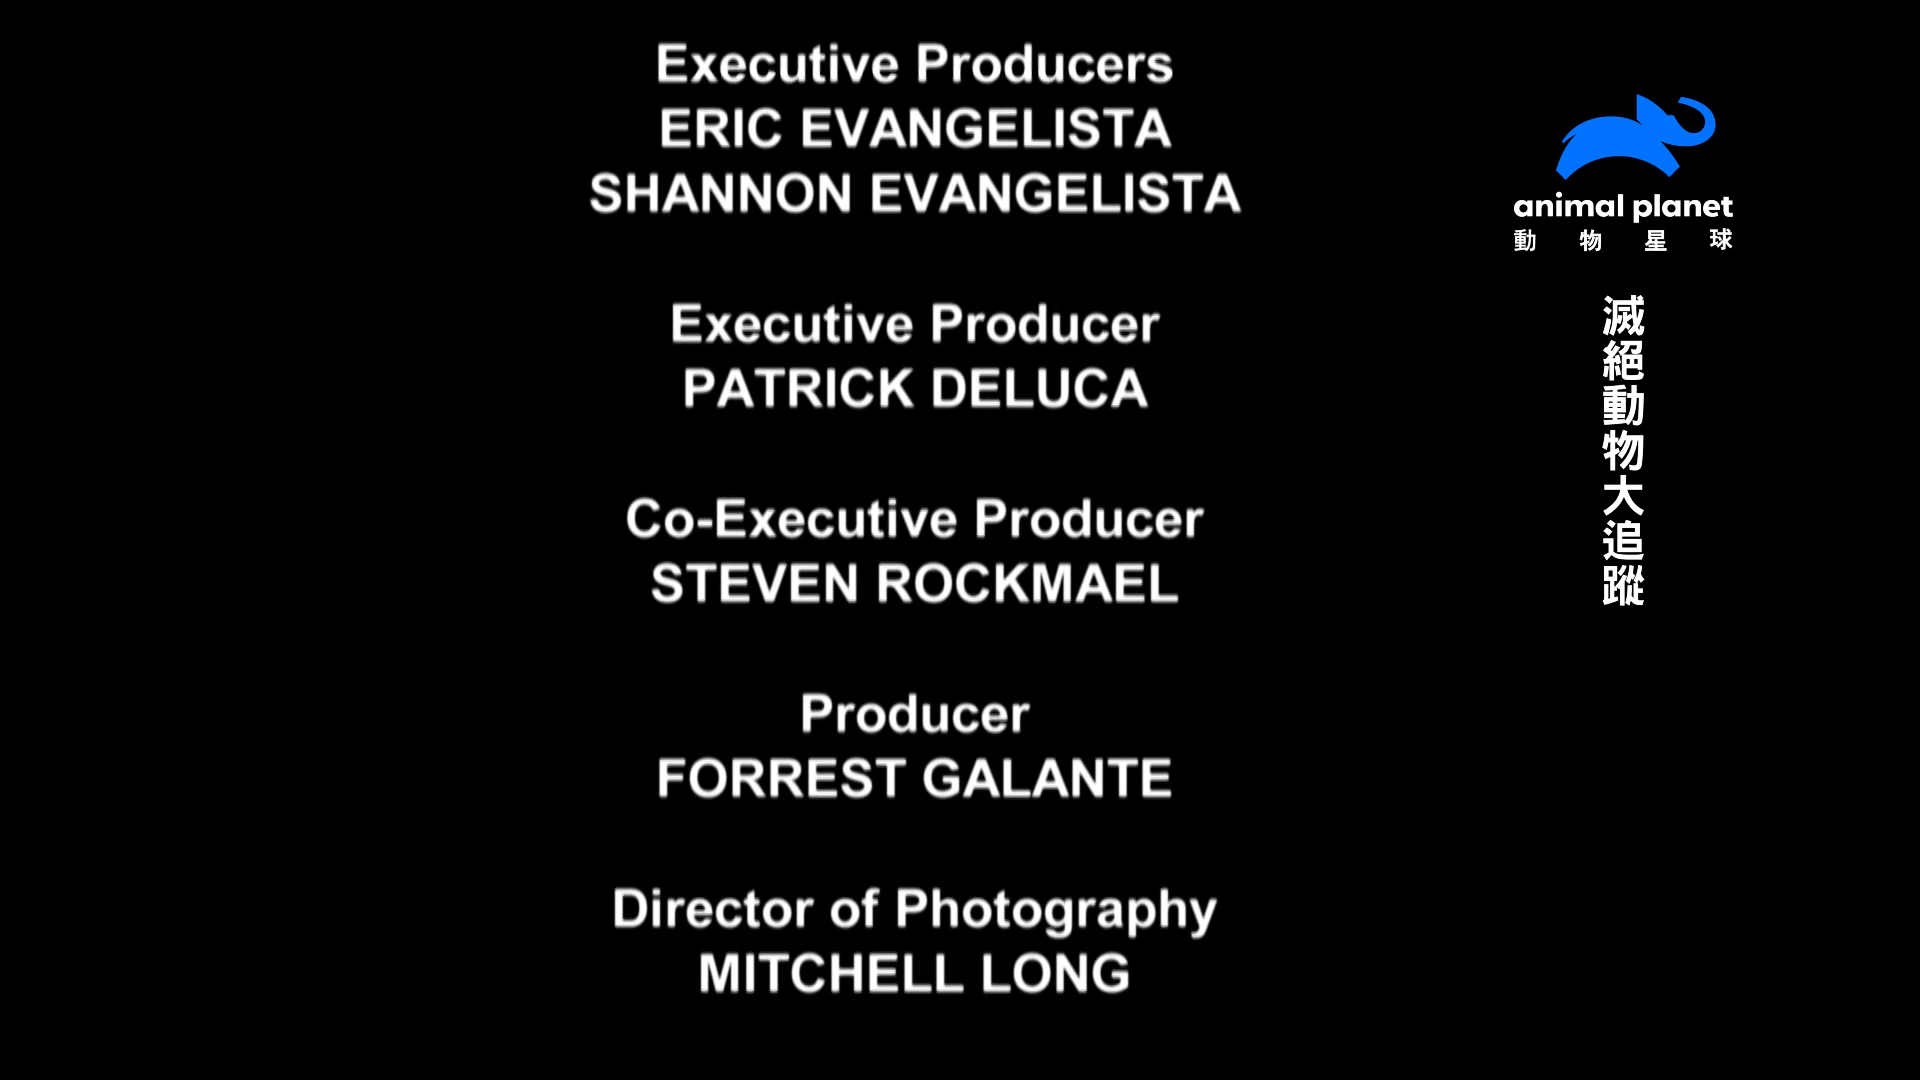 Executive Producers
ERIC EVANGELISTA
SHANNON EVANGELISTA
Executive Producer
PATRICK DELUCA
Co-Executive Producer
STEVEN ROCKMAEL
Producer
FORREST GALANTE
Director of Photography
MITCHELL LONG
animal planet
動物星球
滅絕動物大追蹤